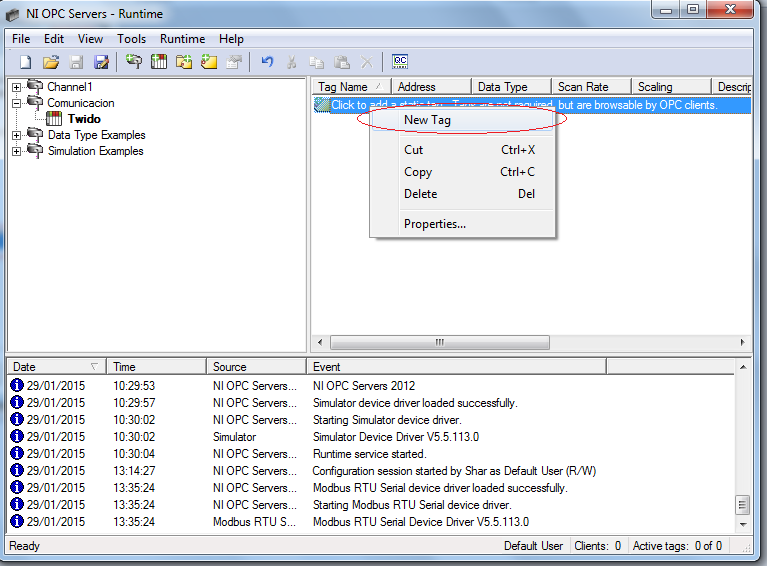 NI OPC Servers - Runtime
File Edit View Tools Runtime Help
Channel1
Comunicacion
Twido
Data Type Examples
Simulation Examples
Tag Name Address Data Type Scan Rate Scaling Descrip
Click to add a static tag. Tags are not required, but are browsable by OPC clients.
New Tag
Cut Ctrl+X
Copy Ctrl+C
Delete Del
Properties...
Date Time Source Event
29/01/2015 10:29:53 NI OPC Servers... NI OPC Servers 2012
29/01/2015 10:29:57 NI OPC Servers... Simulator device driver loaded successfully.
29/01/2015 10:30:02 NI OPC Servers... Starting Simulator device driver.
29/01/2015 10:30:02 Simulator Simulator Device Driver V5.5.113.0
29/01/2015 10:30:04 NI OPC Servers... Runtime service started.
29/01/2015 13:14:27 NI OPC Servers... Configuration session started by Shar as Default User (R/W)
29/01/2015 13:35:24 NI OPC Servers... Modbus RTU Serial device driver loaded successfully.
29/01/2015 13:35:24 NI OPC Servers... Starting Modbus RTU Serial device driver.
29/01/2015 13:35:24 Modbus RTU S... Modbus RTU Serial Device Driver V5.5.113.0
Ready Default User Clients: 0 Active tags: 0 of 0